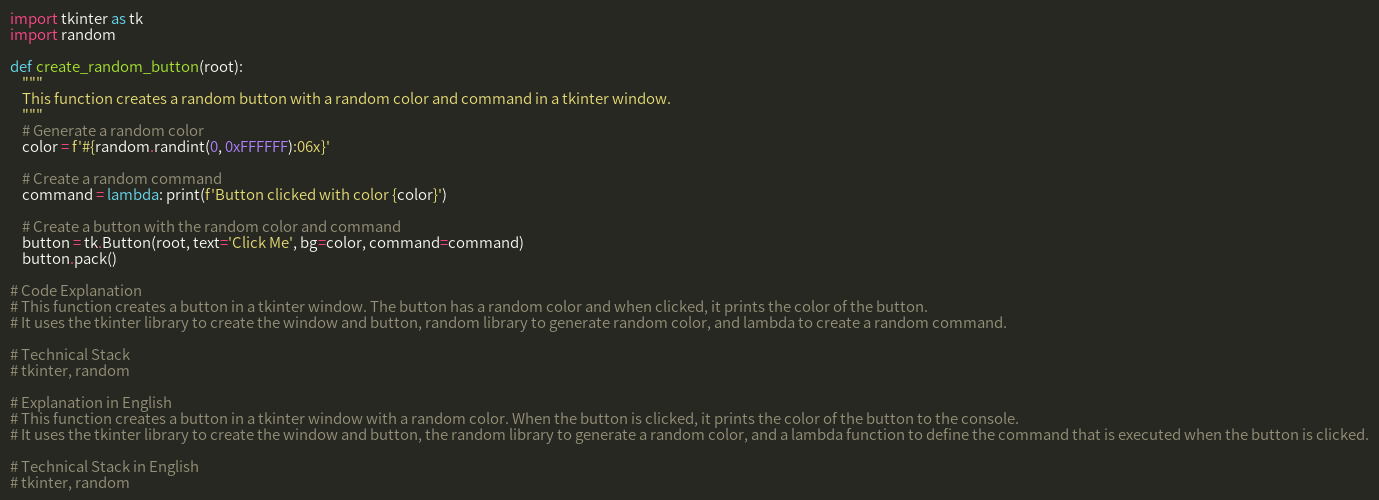 import tkinter as tk
import random

def create_random_button(root):
    """
    This function creates a random button with a random color and command in a tkinter window.
    """
    # Generate a random color
    color = f'#{random.randint(0, 0xFFFFFF):06x}'

    # Create a random command
    command = lambda: print(f'Button clicked with color {color}')

    # Create a button with the random color and command
    button = tk.Button(root, text='Click Me', bg=color, command=command)
    button.pack()

# Code Explanation
# This function creates a button in a tkinter window. The button has a random color and when clicked, it prints the color of the button.
# It uses the tkinter library to create the window and button, random library to generate random color, and lambda to create a random command.

# Technical Stack
# tkinter, random

# Explanation in English
# This function creates a button in a tkinter window with a random color. When the button is clicked, it prints the color of the button to the console.
# It uses the tkinter library to create the window and button, the random library to generate a random color, and a lambda function to define the command that is executed when the button is clicked.

# Technical Stack in English
# tkinter, random